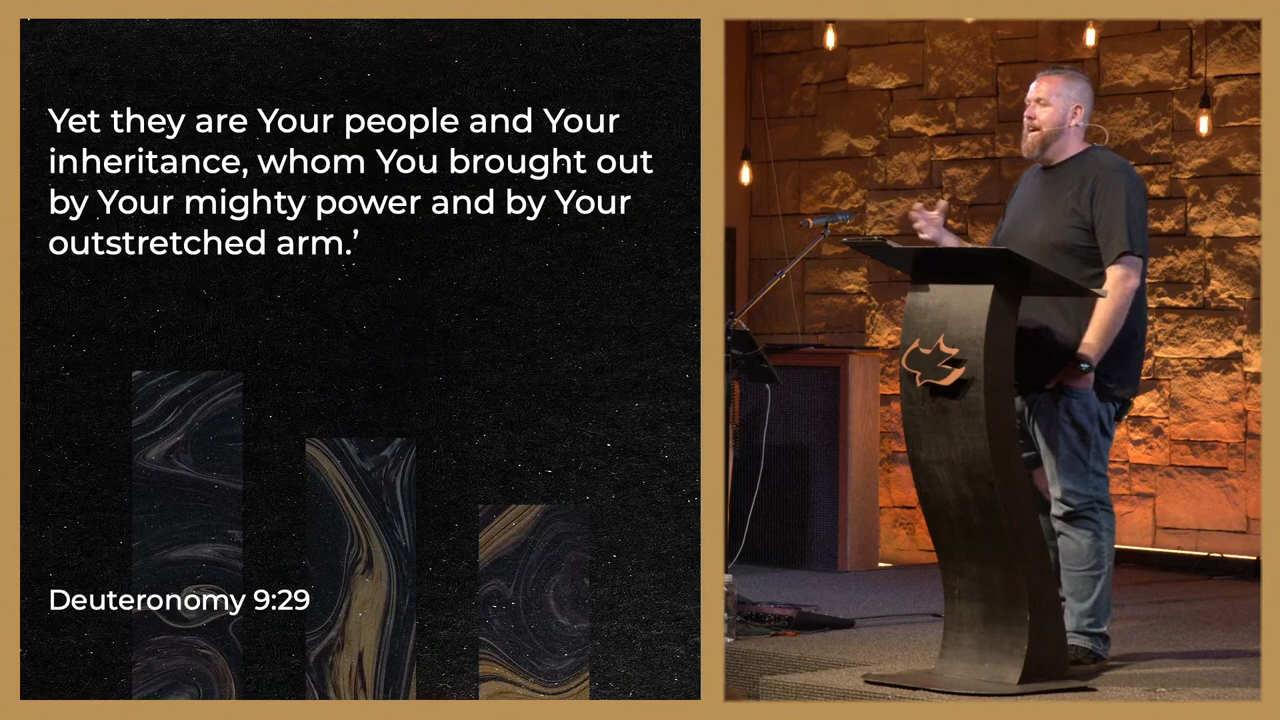 Yet they are Your people and Your
inheritance, whom You brought out
by Your mighty power and by Your
outstretched arm.’
Deuteronomy 9:29